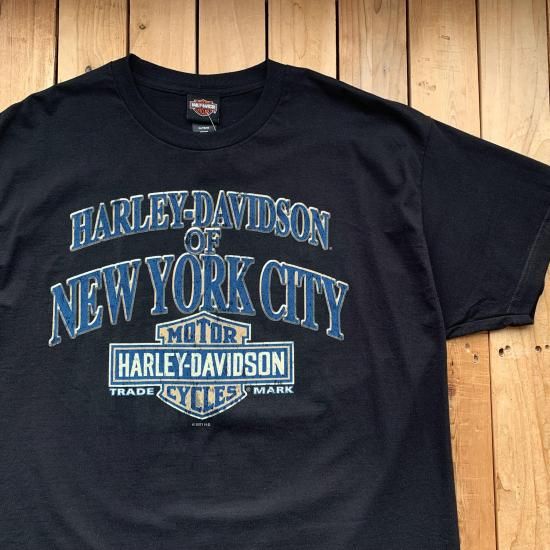 HARLEY-DAVIDSON
OF
NEW YORK CITY
MOTOR
HARLEY-DAVIDSON
TRADE MARK
CYCLES